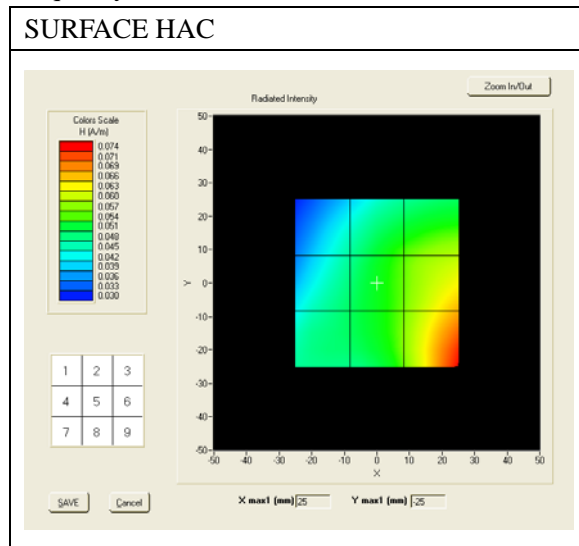 SURFACE HAC
Zoom In/Out
Radiated Intensity
Colors Scale
H (A/m)
0.074
0.071
0.069
0.066
0.063
0.060
0.057
0.054
0.051
0.048
0.045
0.042
0.039
0.036
0.033
0.030
50
40
30
20
10
0
-10
-20
-30
-40
-50
Y
-50 -40 -30 -20 -10 0 10 20 30 40 50
X
1 2 3
4 5 6
7 8 9
SAVE Cancel
X max1 (mm) 25 Y max1 (mm) -25